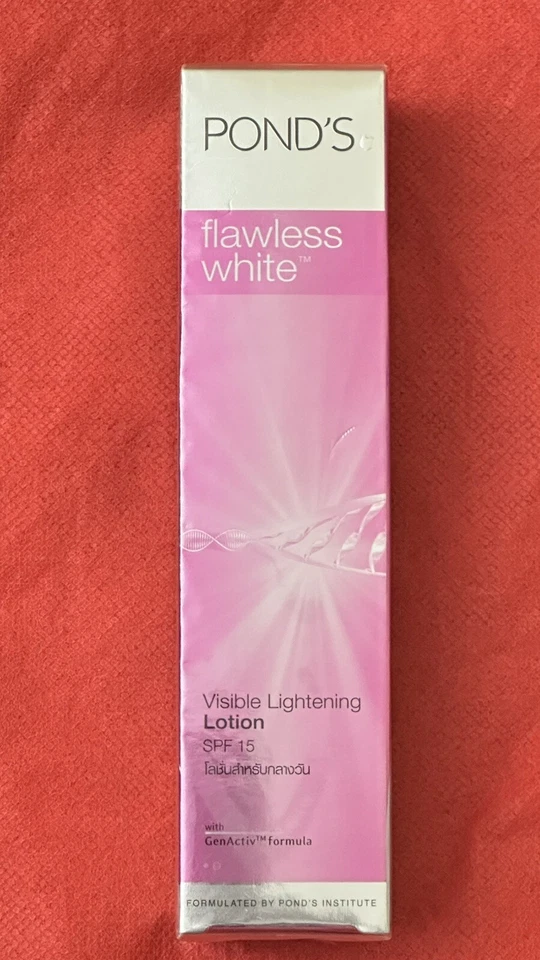 POND'S
flawless
white™
Visible Lightening
Lotion
SPF 15
โลชั่นสำหรับกลางวัน
with
GenActiv™ formula
FORMULATED BY POND'S INSTITUTE